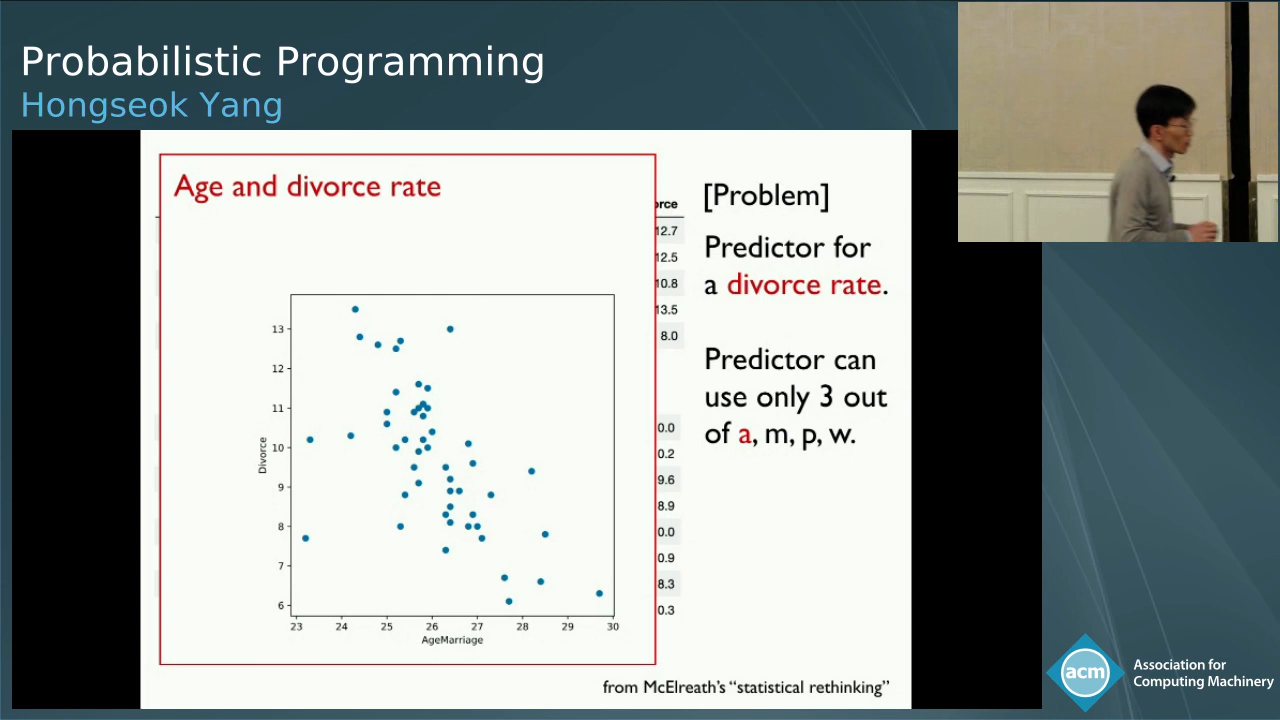 Probabilistic Programming
Hongseok Yang
Age and divorce rate
rce
12.7
12.5
10.8
13.5
8.0
0.0
0.2
9.6
8.9
0.0
0.9
8.3
0.3
Divorce
13
12
11
10
9
8
7
6
23 24 25 26 27 28 29 30
AgeMarriage
[Problem]
Predictor for
a divorce rate.
Predictor can
use only 3 out
of a, m, p, w.
from McElreath's “statistical rethinking”
acm
Association for
Computing Machinery